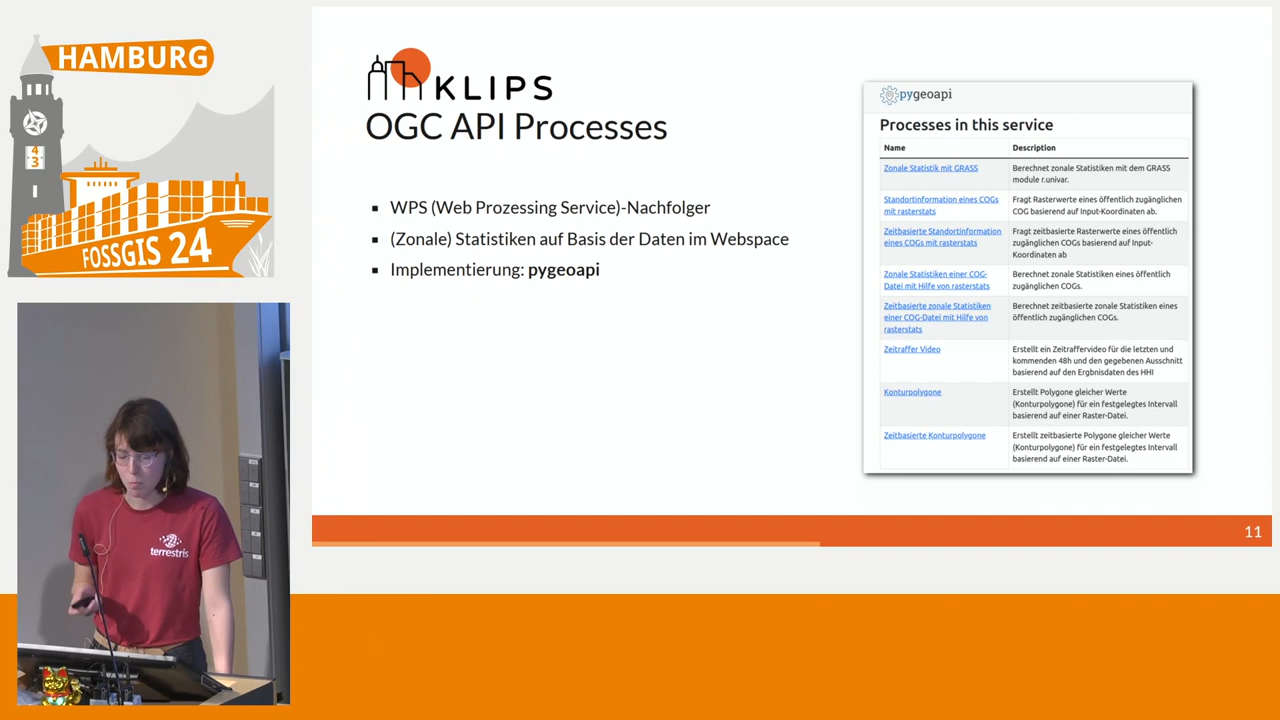 HAMBURG
4
3
FOSSGIS 24
terrestris
KLIPS
OGC API Processes
▪ WPS (Web Prozessing Service)-Nachfolger
▪ (Zonale) Statistiken auf Basis der Daten im Webspace
▪ Implementierung: pygeoapi
pygeoapi
Processes in this service
Name Description
Zonale Statistik mit GRASS
Berechnet zonale Statistiken mit dem GRASS
module r.univar.
Standortinformation eines COGs
mit rasterstats
Fragt Rasterwerte eines öffentlich zugänglichen
COG basierend auf Input-Koordinaten ab.
Zeitbasierte Standortinformation
eines COGs mit rasterstats
Fragt zeitbasierte Rasterwerte eines öffentlich
zugänglichen COGs basierend auf Input-
Koordinaten ab
Zonale Statistiken einer COG-
Datei mit Hilfe von rasterstats
Berechnet zonale Statistiken eines öffentlich
zugänglichen COGs.
Zeitbasierte zonale Statistiken
einer COG-Datei mit Hilfe von
rasterstats
Berechnet zeitbasierte zonale Statistiken eines
öffentlich zugänglichen COGs.
Zeitraffer Video
Erstellt ein Zeitraffervideo für die letzten und
kommenden 48h und den gegebenen Ausschnitt
basierend auf den Ergbnisdaten des HHI
Konturpolygone
Erstellt Polygone gleicher Werte
(Konturpolygone) für ein festgelegtes Intervall
basierend auf einer Raster-Datei.
Zeitbasierte Konturpolygone
Erstellt zeitbasierte Polygone gleicher Werte
(Konturpolygone) für ein festgelegtes Intervall
basierend auf einer Raster-Datei.
11